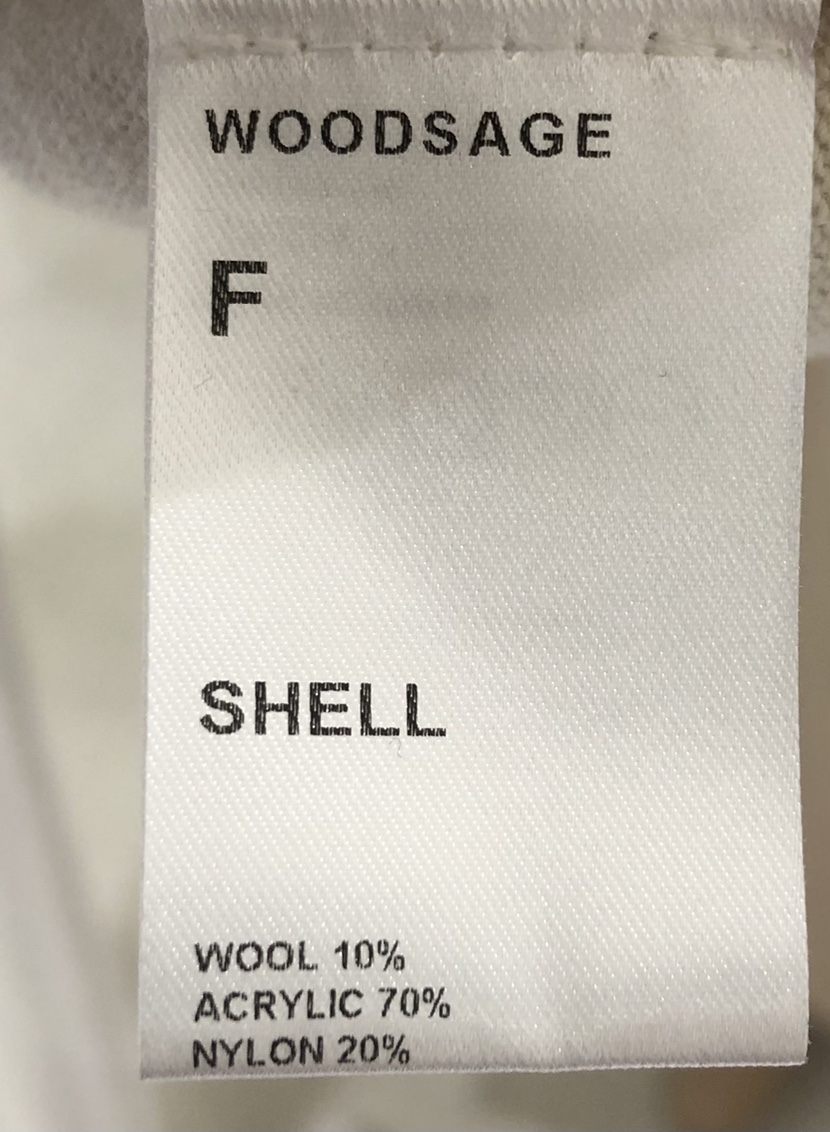 WOODSAGE
F
SHELL
WOOL 10%
ACRYLIC 70%
NYLON 20%